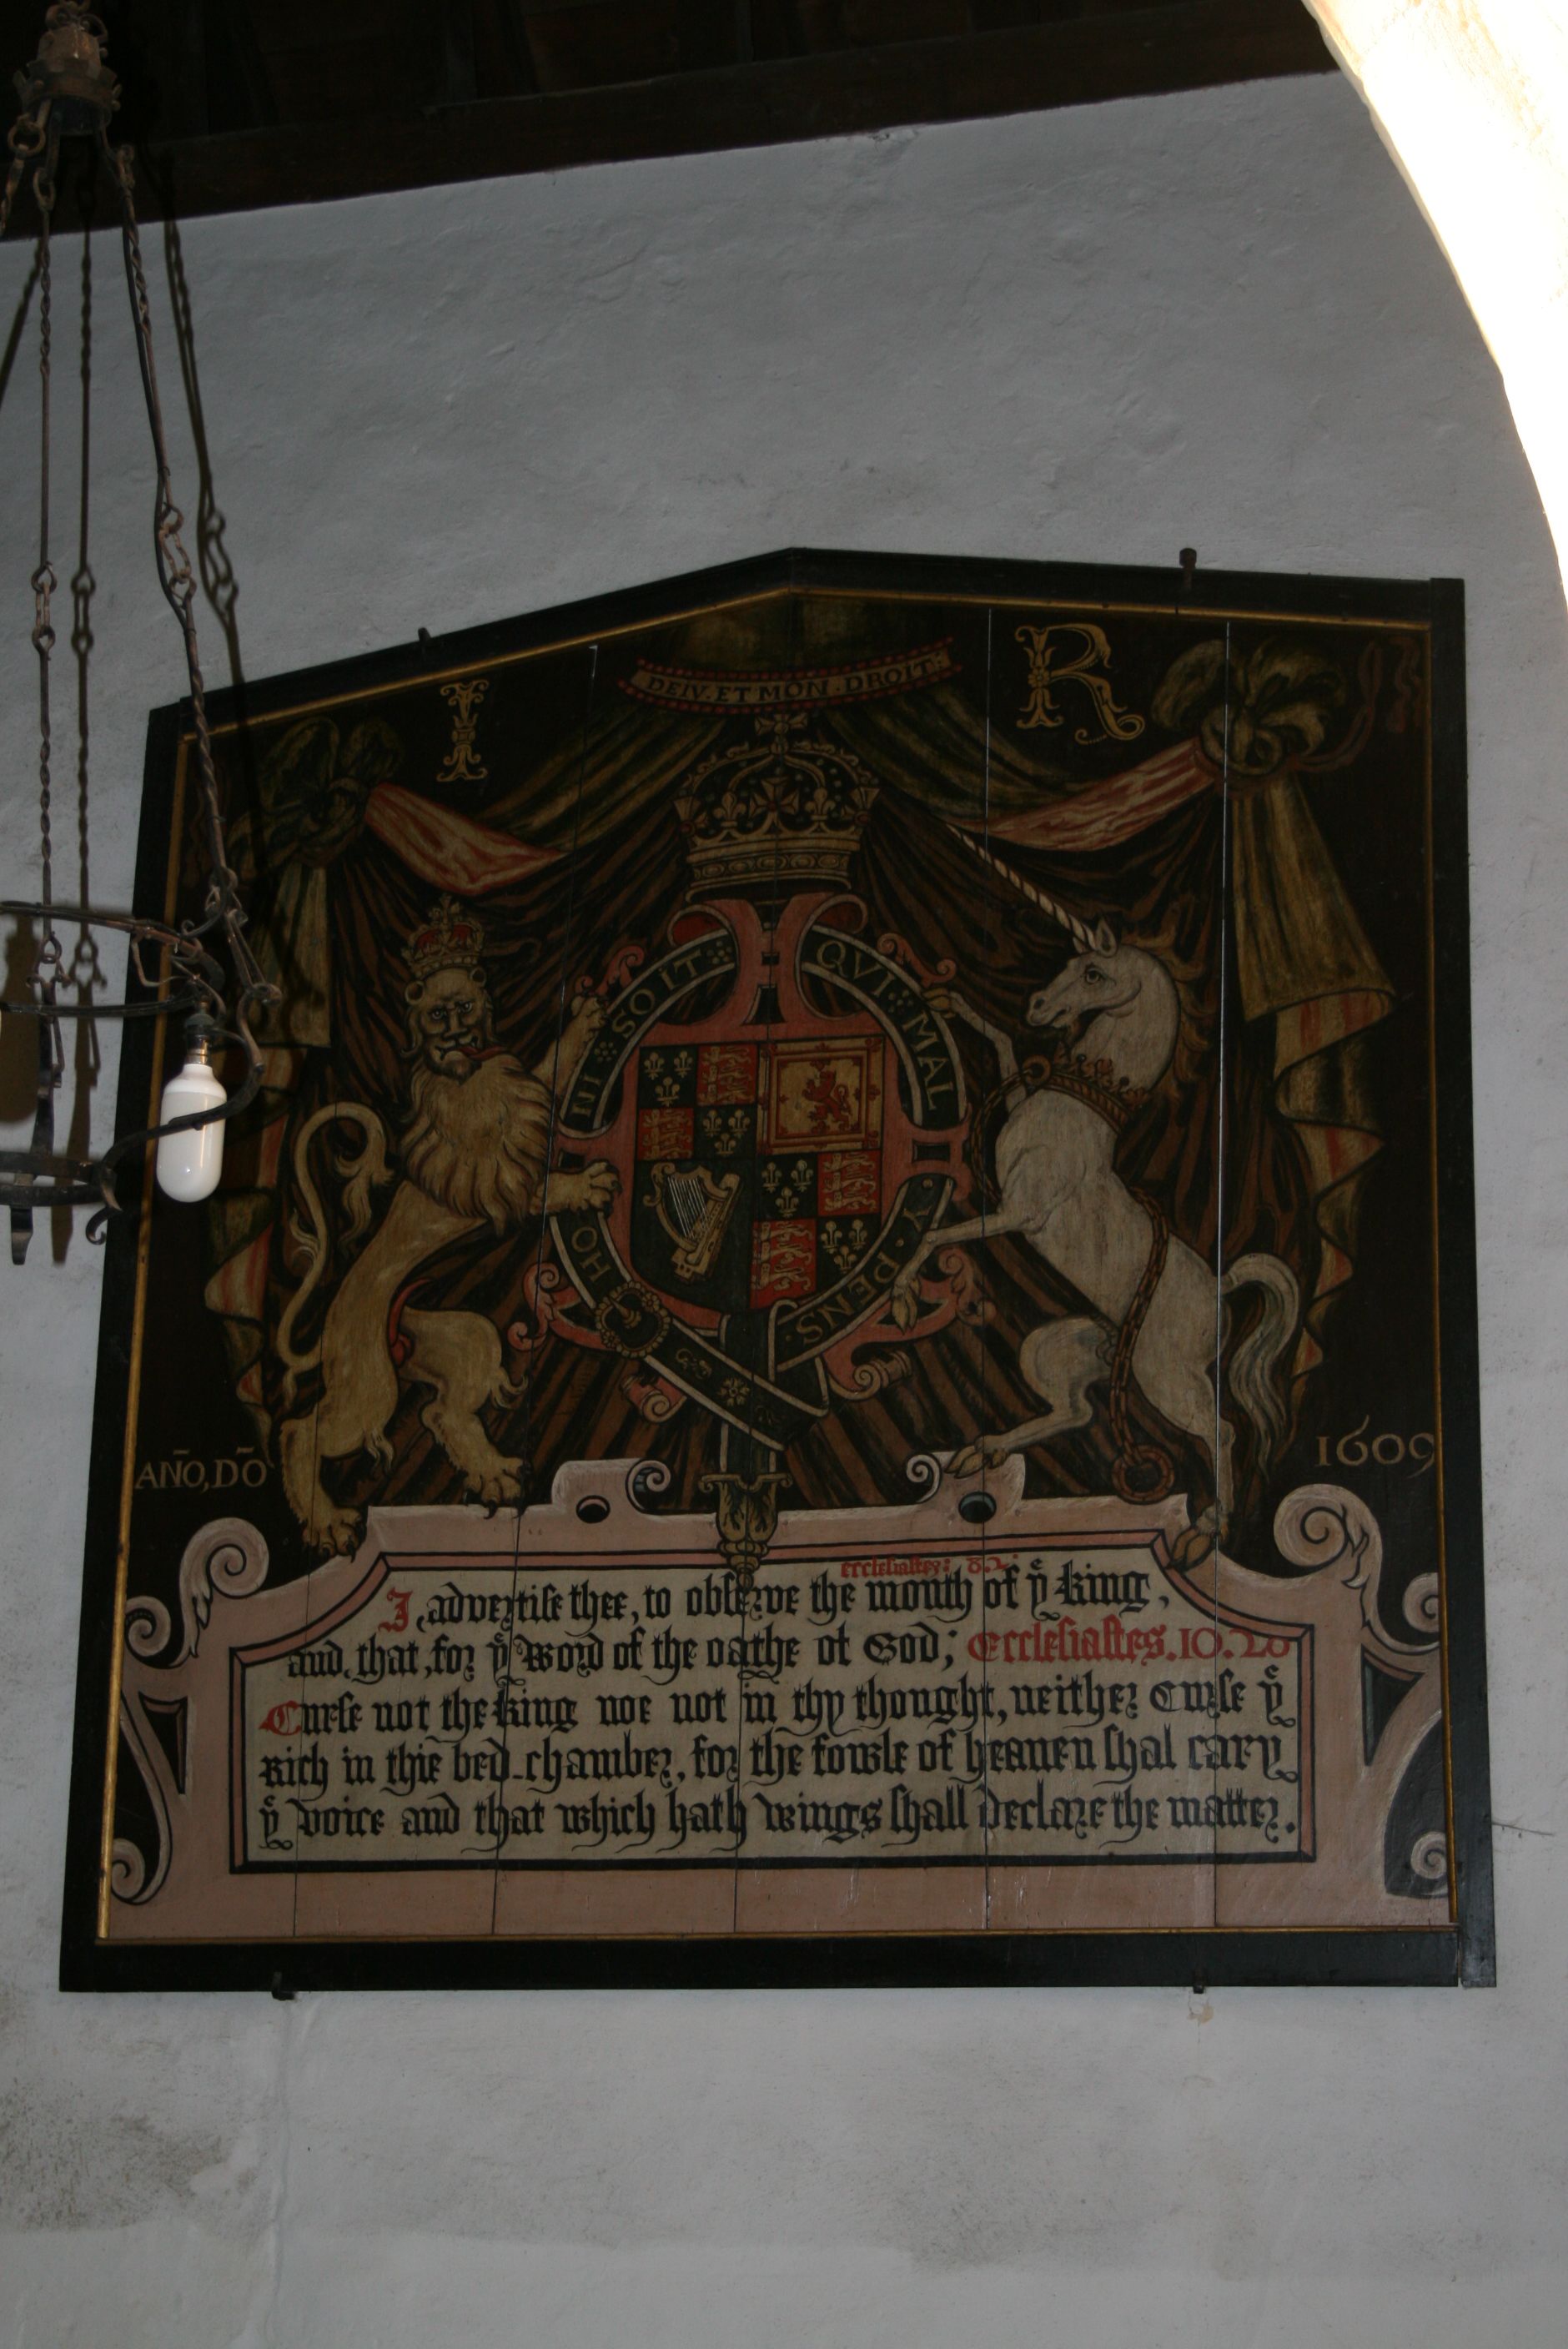 I R
DEIV. ET MON. DROIT:
HONI SOIT QVI MAL Y PENS
AÑO, DÕ 1609
Ecclesiastes: 8. 2.
I advertise thee, to observe the mouth of yͤ king,
and, that, for yͤ word of the oathe of God; Ecclesiastes. 10. 20
Curse not the king noe not in thy thought, neither curse yͤ
rich in thie bed-chamber, for the fowle of heauen shal cary
yͤ voice and that which hath wings shall declare the matter.